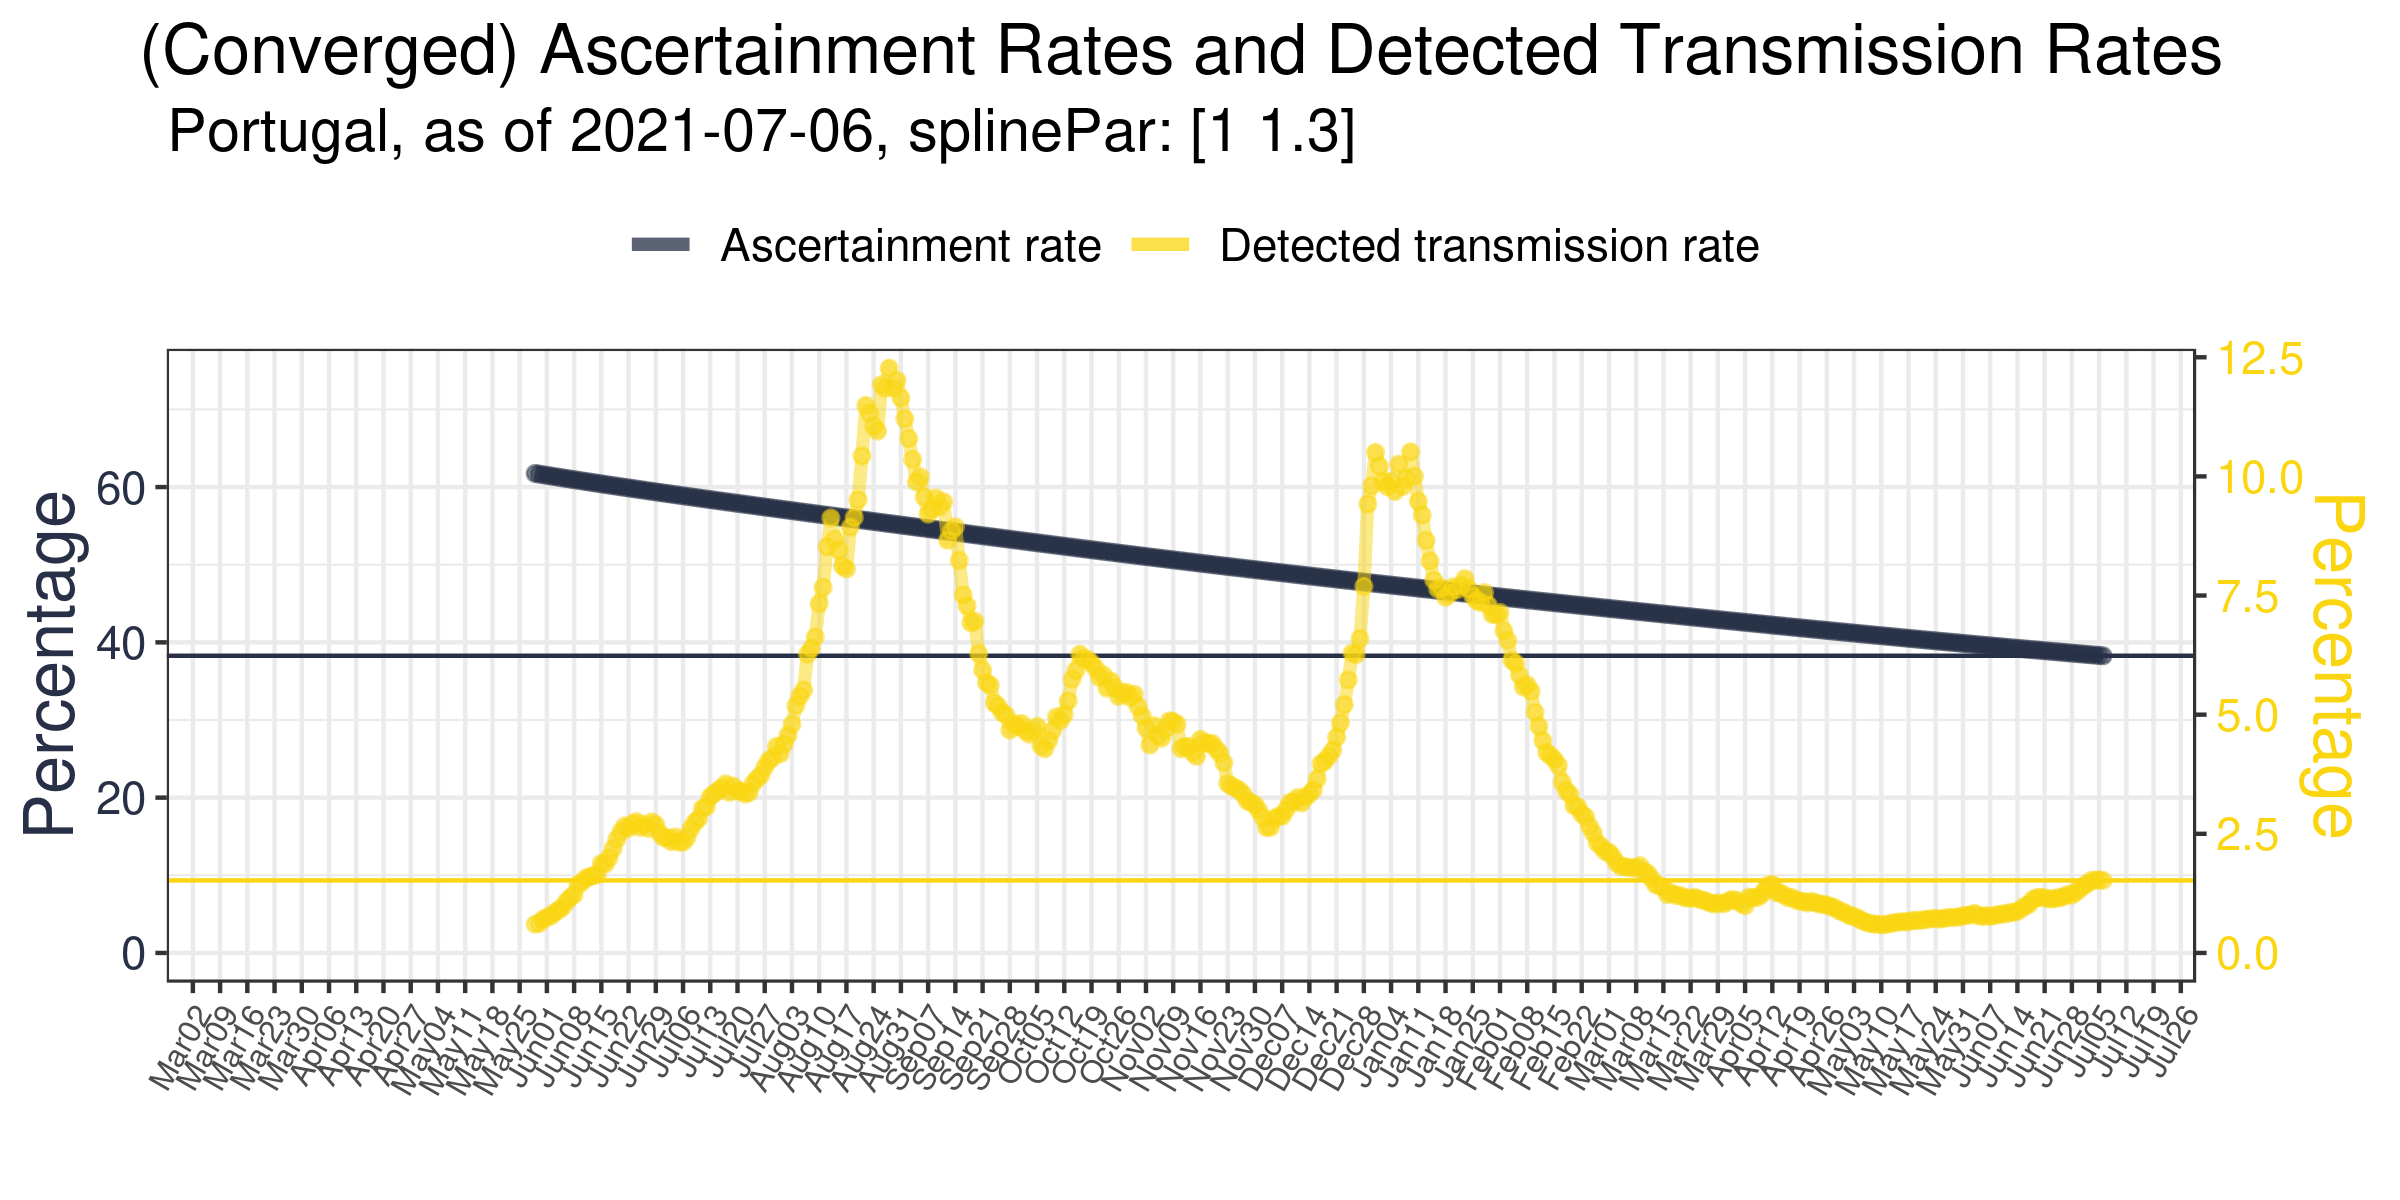 (Converged) Ascertainment Rates and Detected Transmission Rates
Portugal, as of 2021-07-06, splinePar: [1 1.3]
Ascertainment rate
Detected transmission rate
Percentage
60
40
20
0
12.5
10.0
7.5
5.0
2.5
0.0
Percentage
Mar02
Mar09
Mar16
Mar23
Mar30
Apr06
Apr13
Apr20
Apr27
May04
May11
May18
May25
Jun01
Jun08
Jun15
Jun22
Jun29
Jul06
Jul13
Jul20
Jul27
Aug03
Aug10
Aug17
Aug24
Aug31
Sep07
Sep14
Sep21
Sep28
Oct05
Oct12
Oct19
Oct26
Nov02
Nov09
Nov16
Nov23
Nov30
Dec07
Dec14
Dec21
Dec28
Jan04
Jan11
Jan18
Jan25
Feb01
Feb08
Feb15
Feb22
Mar01
Mar08
Mar15
Mar22
Mar29
Apr05
Apr12
Apr19
Apr26
May03
May10
May17
May24
May31
Jun07
Jun14
Jun21
Jun28
Jul05
Jul12
Jul19
Jul26